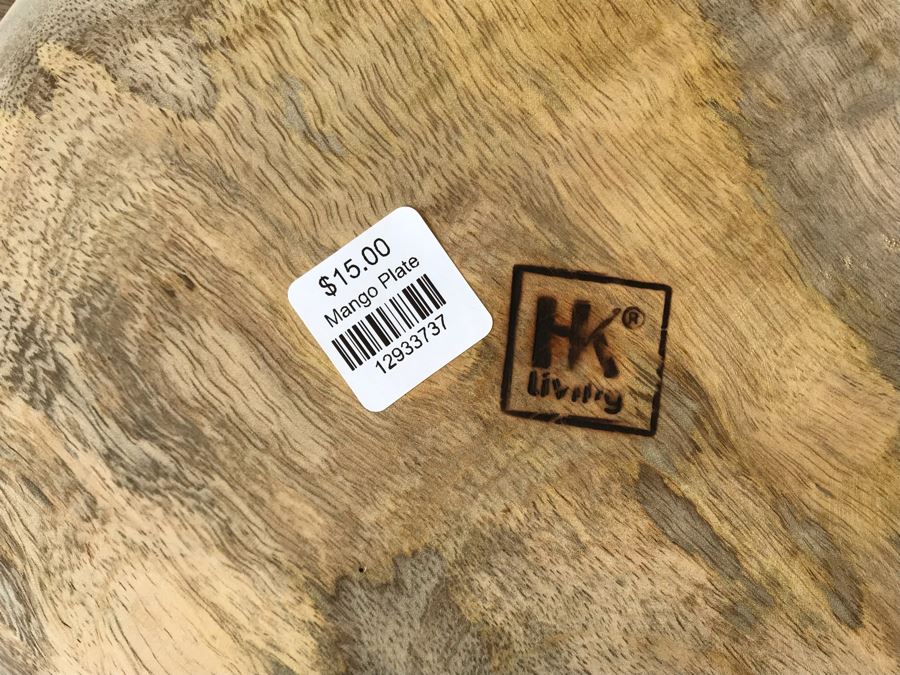 $15.00
Mango Plate
12933737
HK®
living